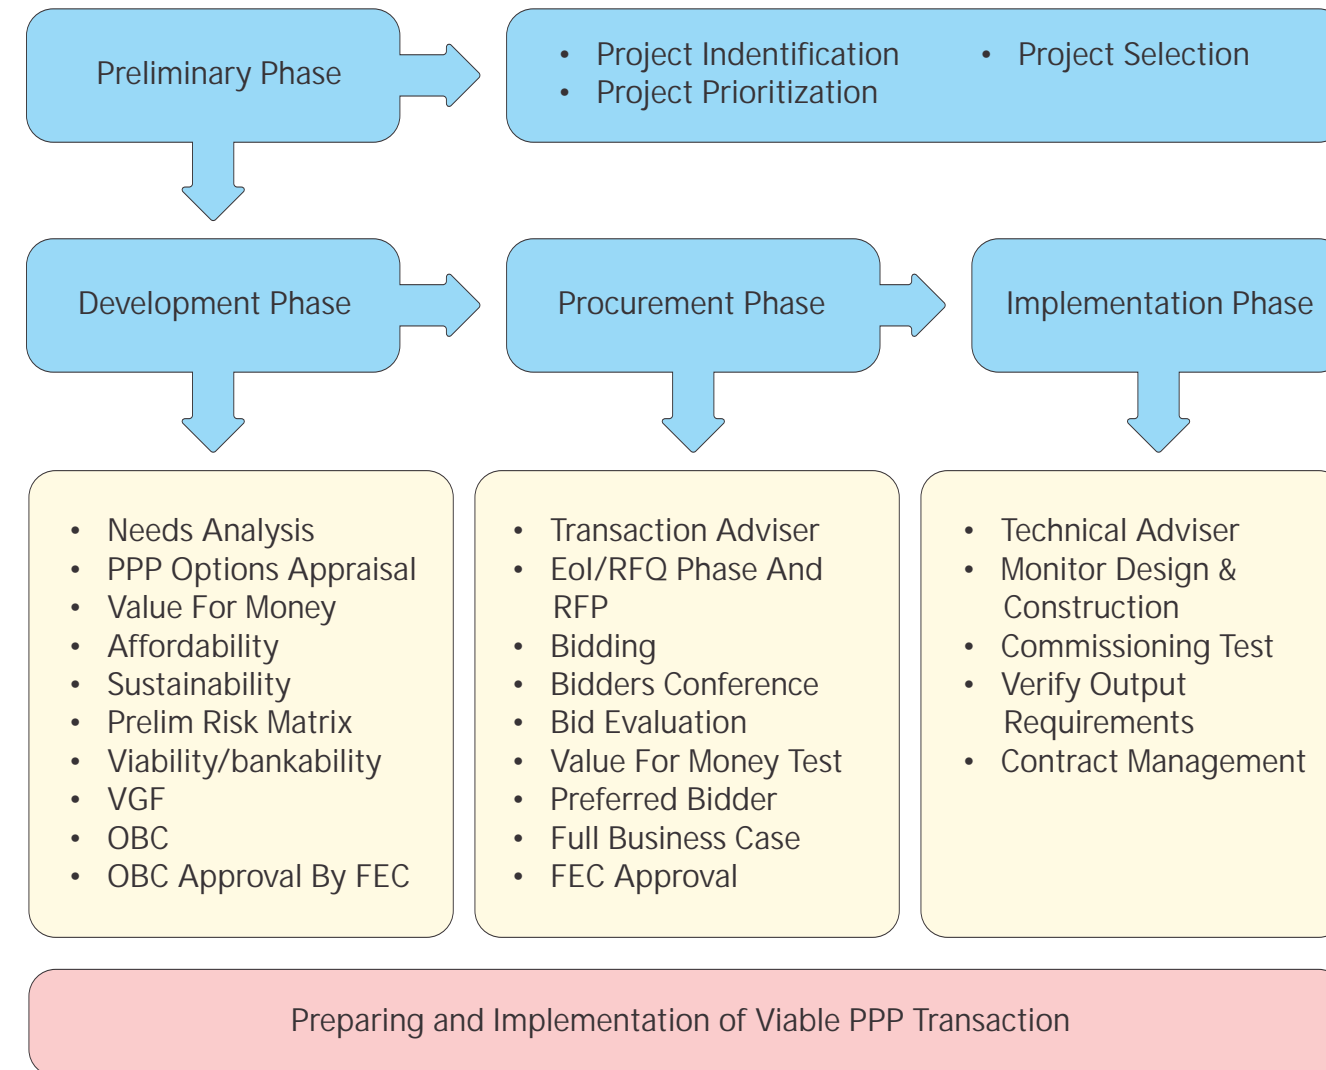 Preliminary Phase
• Project Indentification
• Project Prioritization
• Project Selection
Development Phase
Procurement Phase
Implementation Phase
• Needs Analysis
• PPP Options Appraisal
• Value For Money
• Affordability
• Sustainability
• Prelim Risk Matrix
• Viability/bankability
• VGF
• OBC
• OBC Approval By FEC
• Transaction Adviser
• EoI/RFQ Phase And
RFP
• Bidding
• Bidders Conference
• Bid Evaluation
• Value For Money Test
• Preferred Bidder
• Full Business Case
• FEC Approval
• Technical Adviser
• Monitor Design &
Construction
• Commissioning Test
• Verify Output
Requirements
• Contract Management
Preparing and Implementation of Viable PPP Transaction